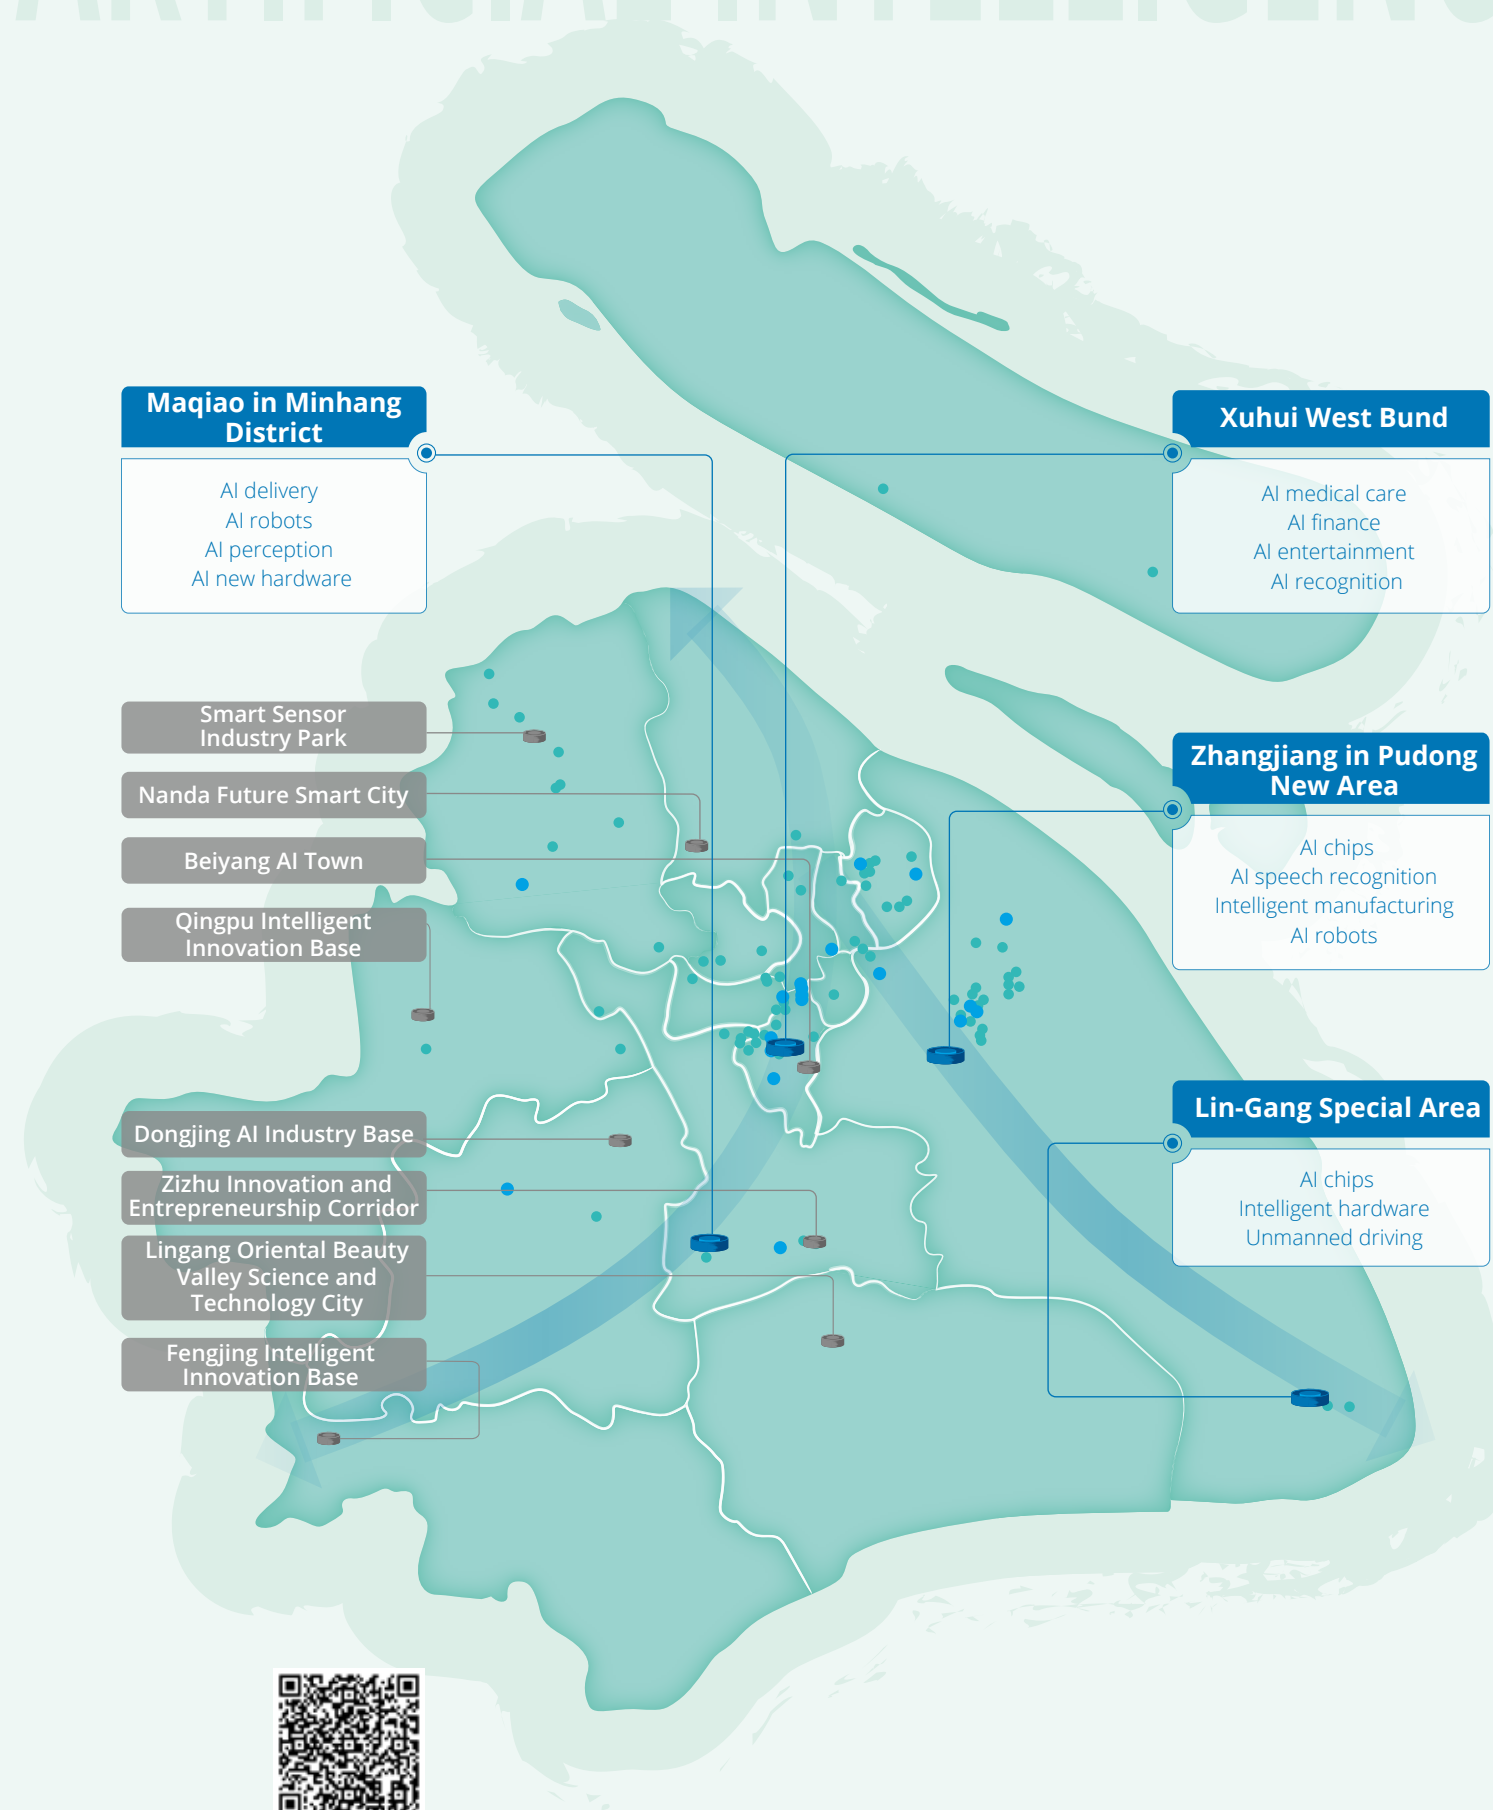 ARTIFICIAL INTELLIGENC
Maqiao in Minhang
District
AI delivery
AI robots
AI perception
AI new hardware
Xuhui West Bund
AI medical care
AI finance
AI entertainment
AI recognition
Smart Sensor
Industry Park
Nanda Future Smart City
Beiyang AI Town
Qingpu Intelligent
Innovation Base
Zhangjiang in Pudong
New Area
AI chips
AI speech recognition
Intelligent manufacturing
AI robots
Dongjing AI Industry Base
Zizhu Innovation and
Entrepreneurship Corridor
Lingang Oriental Beauty
Valley Science and
Technology City
Fengjing Intelligent
Innovation Base
Lin-Gang Special Area
AI chips
Intelligent hardware
Unmanned driving